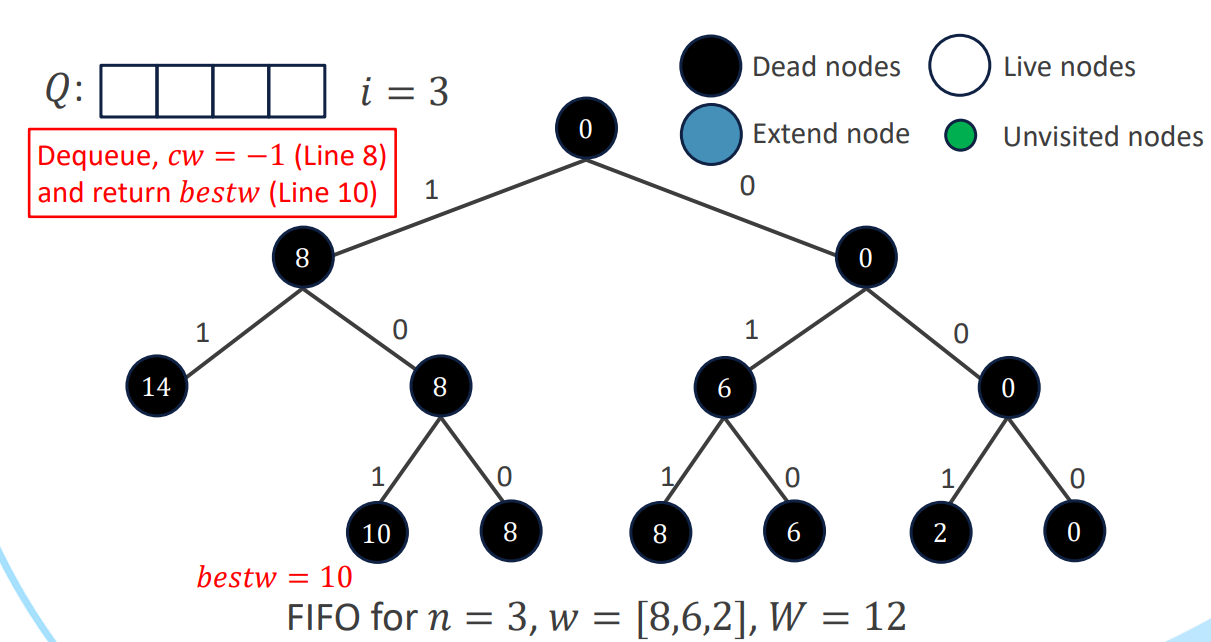 Q: i = 3
Dead nodes Live nodes
Extend node Unvisited nodes
Dequeue, cw = −1 (Line 8)
and return bestw (Line 10)
0
1 0
8 0
1 0 1 0
14 8 6 0
1 0 1 0 1 0
10 8 8 6 2 0
bestw = 10
FIFO for n = 3, w = [8,6,2], W = 12